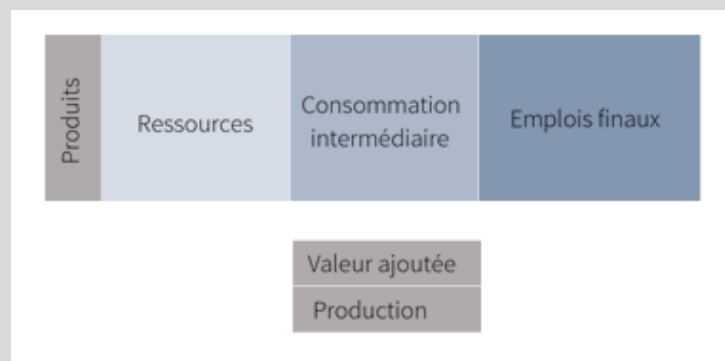 Produits
Ressources
Consommation
intermédiaire
Emplois finaux
Valeur ajoutée
Production